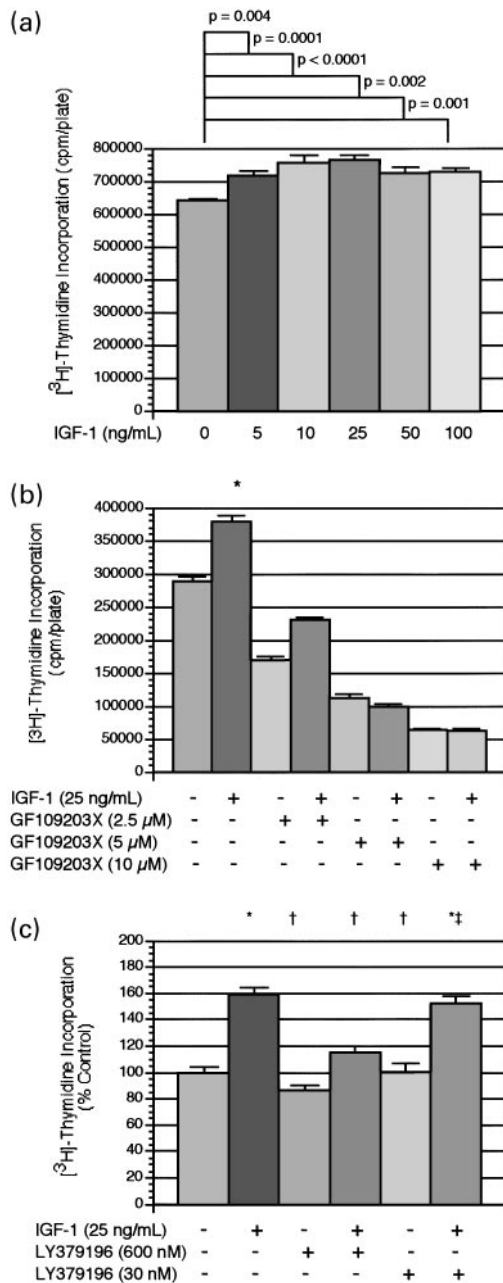 (a)
p = 0.004
p = 0.0001
p < 0.0001
p = 0.002
p = 0.001
[³H]-Thymidine Incorporation (cpm/plate)
800000
700000
600000
500000
400000
300000
200000
100000
0
0 5 10 25 50 100
IGF-1 (ng/mL)
(b)
*
[3H]-Thymidine Incorporation
(cpm/plate)
400000
350000
300000
250000
200000
150000
100000
50000
0
IGF-1 (25 ng/mL) - + - + - + - +
GF109203X (2.5 µM) - - + + - - - -
GF109203X (5 µM) - - - - + + - -
GF109203X (10 µM) - - - - - - + +
(c)
* † † † *‡
[³H]-Thymidine Incorporation
(% Control)
200
180
160
140
120
100
80
60
40
20
0
IGF-1 (25 ng/mL) - + - + - +
LY379196 (600 nM) - - + + - -
LY379196 (30 nM) - - - - + +